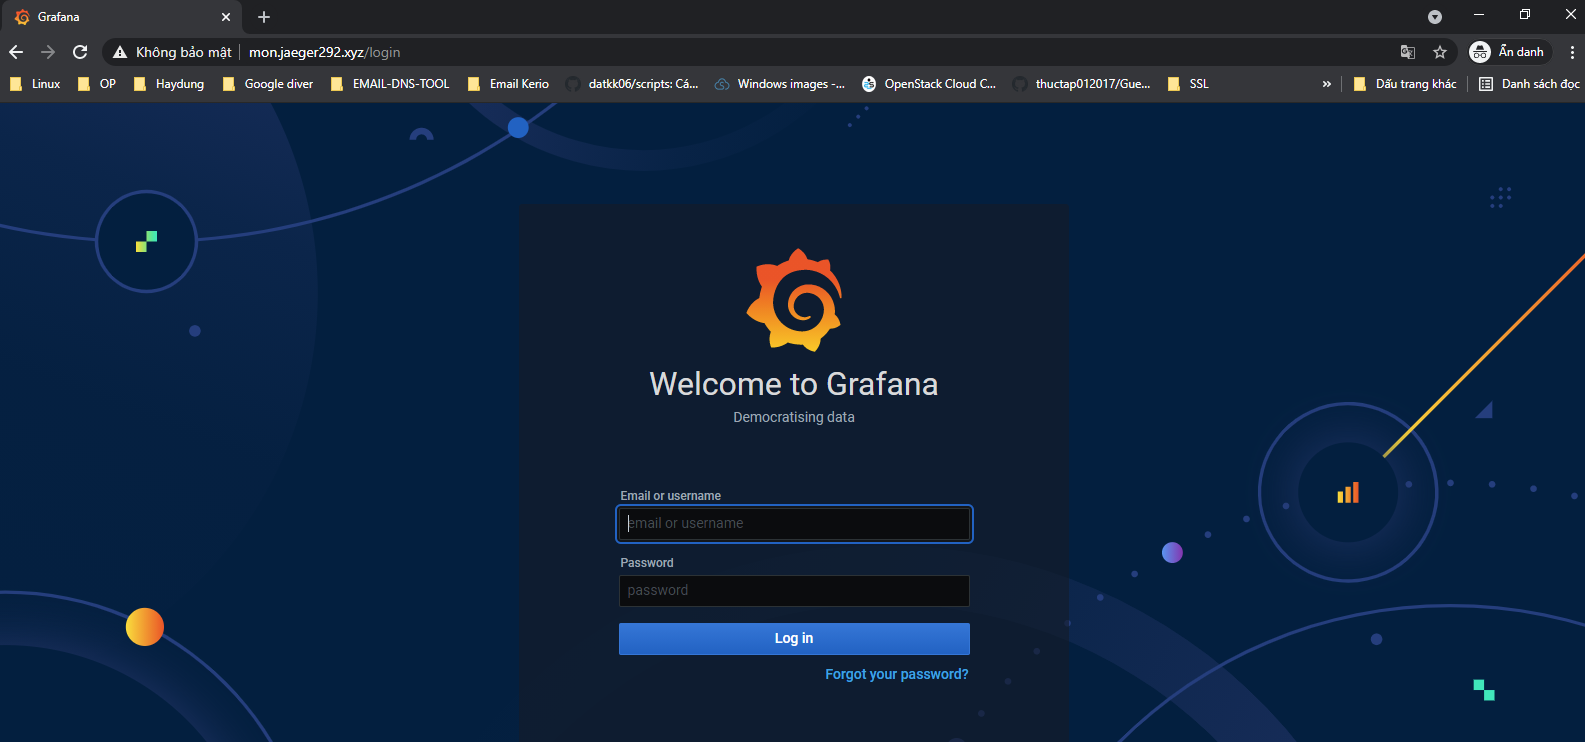 Grafana
Không bảo mật mon.jaeger292.xyz/login Ẩn danh
Linux OP Haydung Google diver EMAIL-DNS-TOOL Email Kerio datkk06/scripts: Cá... Windows images -... OpenStack Cloud C... thuctap012017/Gue... SSL » Dấu trang khác Danh sách đọc
Welcome to Grafana
Democratising data
Email or username
email or username
Password
password
Log in
Forgot your password?